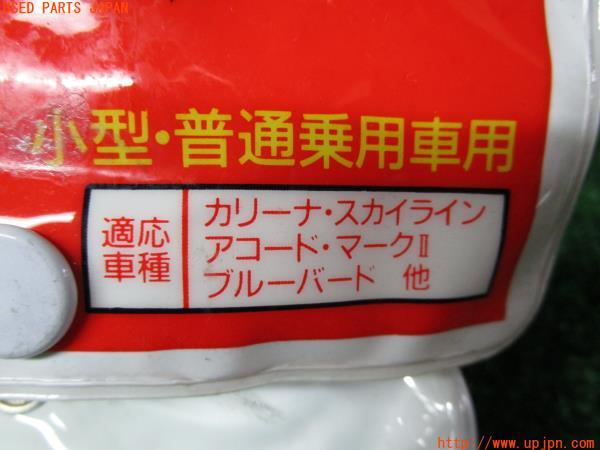 USED PARTS JAPAN
小型・普通乗用車用
適応
車種
カリーナ・スカイライン
アコード・マークⅡ
ブルーバード 他
http://www.upjpn.com/